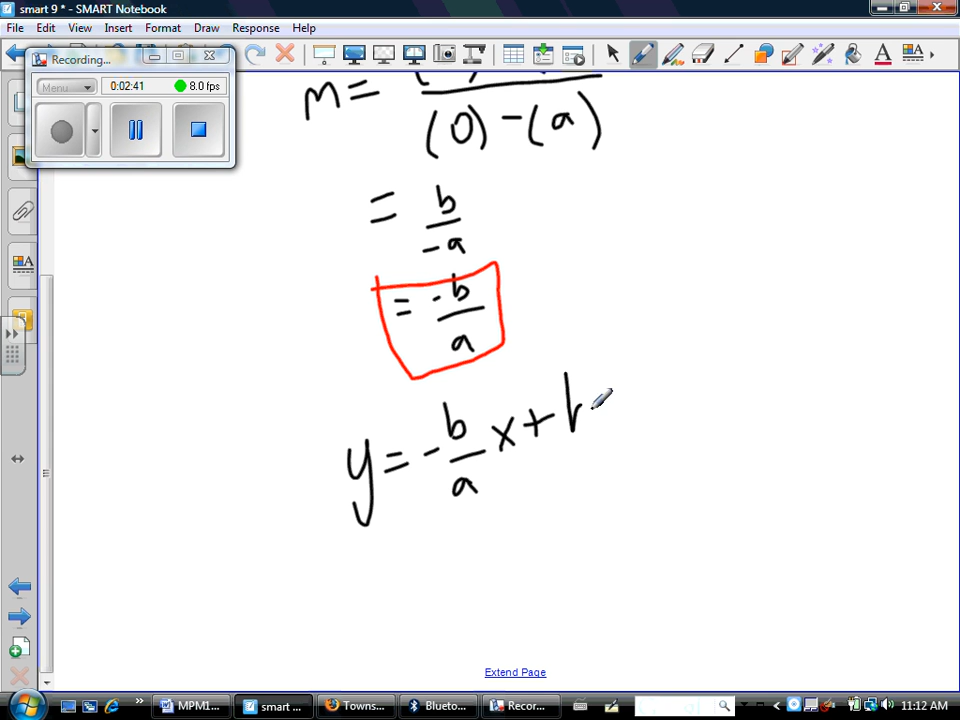 smart 9 * - SMART Notebook
File Edit View Insert Format Draw Response Help
Recording...
Menu 0:02:41 8.0 fps
m =
(0) - (a)
= b
-a
= -b
a
y = - b x +
a
Extend Page
MPM1... smart ... Towns... Blueto... Recor... 11:12 AM